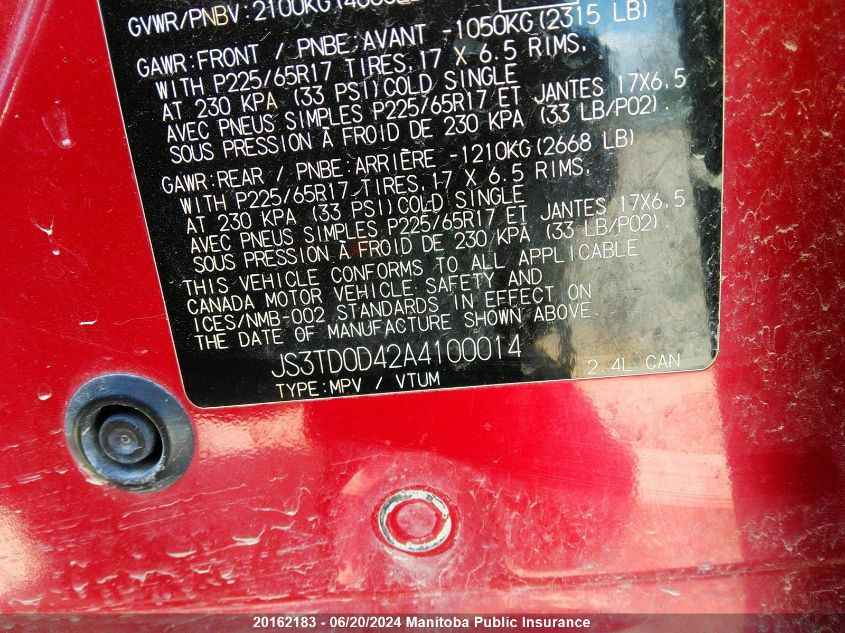 GVWR/PNBV: 2100KG
GAWR:FRONT / PNBE:AVANT -1050KG(2315 LB)
WITH P225/65R17 TIRES,17 X 6.5 RIMS,
AT 230 KPA (33 PSI)COLD SINGLE
AVEC PNEUS SIMPLES P225/65R17 ET JANTES 17X6.5
SOUS PRESSION À FROID DE 230 KPA (33 LB/PO2).
GAWR:REAR / PNBE:ARRIÈRE -1210KG(2668 LB)
WITH P225/65R17 TIRES,17 X 6.5 RIMS,
AT 230 KPA (33 PSI)COLD SINGLE
AVEC PNEUS SIMPLES P225/65R17 ET JANTES 17X6.5
SOUS PRESSION À FROID DE 230 KPA (33 LB/PO2).
THIS VEHICLE CONFORMS TO ALL APPLICABLE
CANADA MOTOR VEHICLE SAFETY AND
ICES/NMB-002 STANDARDS IN EFFECT ON
THE DATE OF MANUFACTURE SHOWN ABOVE.
JS3TD0D42A4100014
TYPE:MPV / VTUM 2.4L CAN
20162183 - 06/20/2024 Manitoba Public Insurance